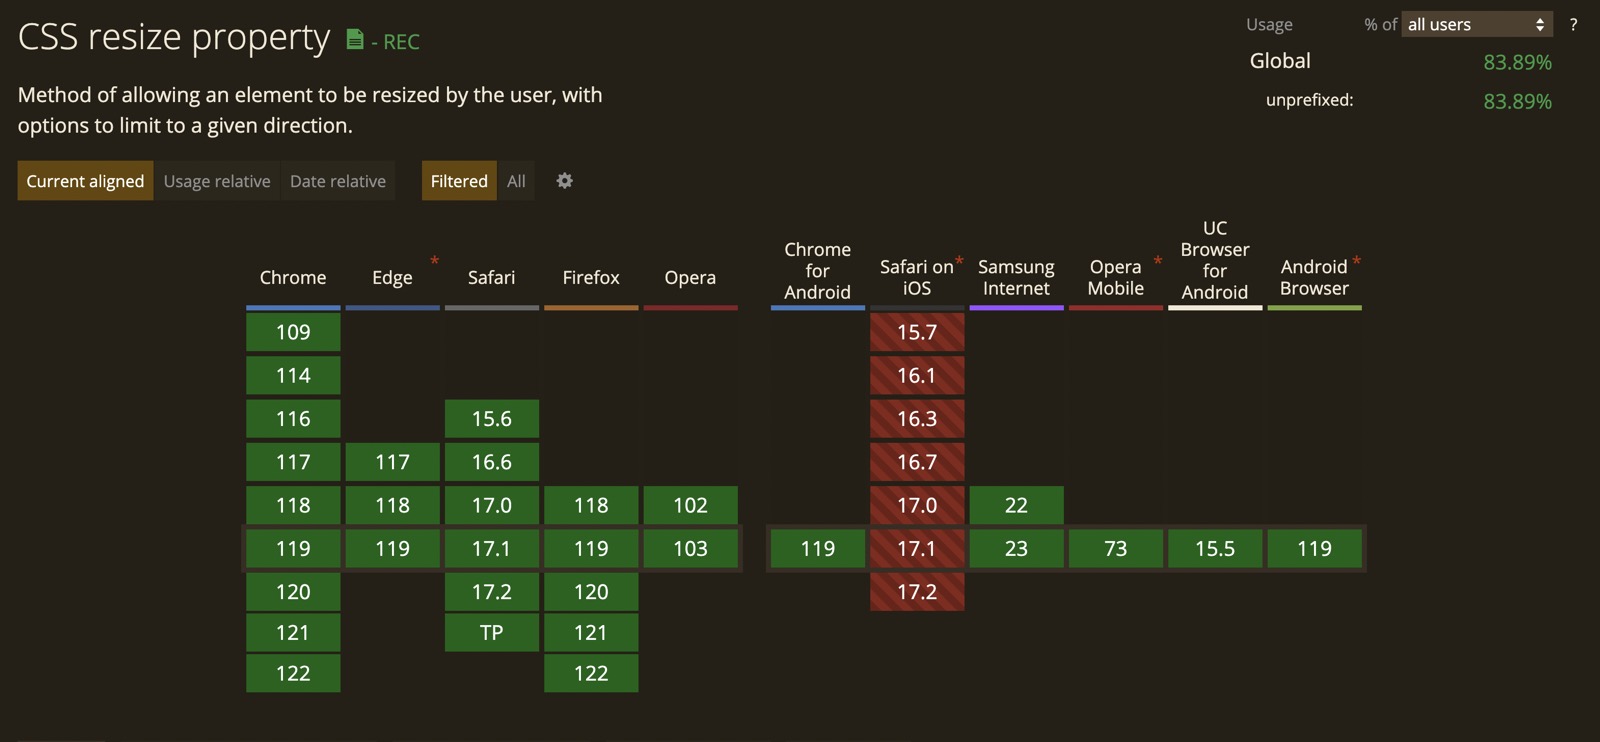 CSS resize property - REC
Usage % of all users ?
Global 83.89%
unprefixed: 83.89%
Method of allowing an element to be resized by the user, with
options to limit to a given direction.
Current aligned Usage relative Date relative Filtered All
Chrome Edge * Safari Firefox Opera
Chrome for Android
Safari on iOS *
Samsung Internet
Opera Mobile *
UC Browser for Android
Android Browser *
109 15.7
114 16.1
116 15.6 16.3
117 117 16.6 16.7
118 118 17.0 118 102 17.0 22
119 119 17.1 119 103 119 17.1 23 73 15.5 119
120 17.2 120 17.2
121 TP 121
122 122